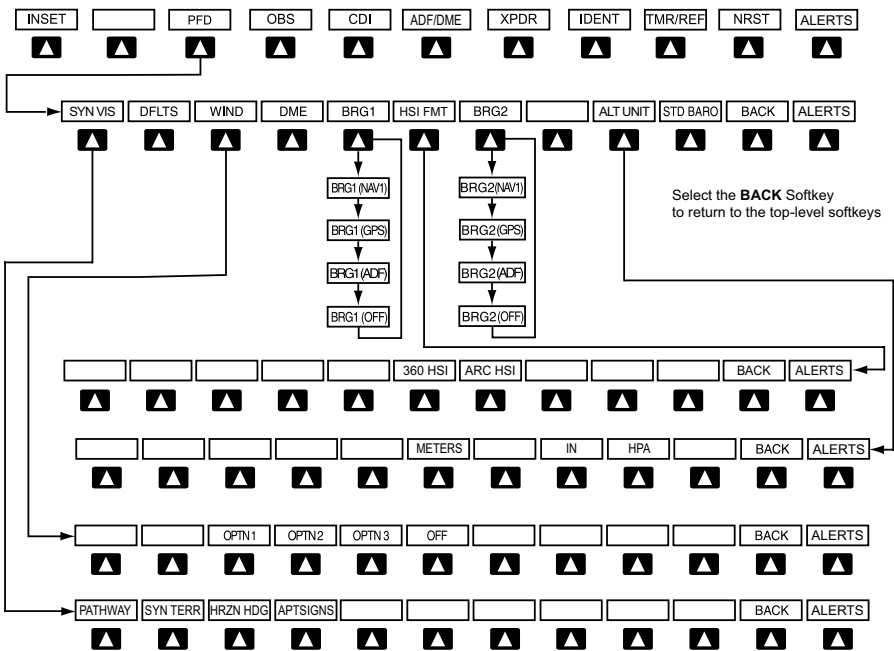 INSET PFD OBS CDI ADF/DME XPDR IDENT TMR/REF NRST ALERTS
SYN VIS DFLTS WIND DME BRG1 HSI FMT BRG2 ALT UNIT STD BARO BACK ALERTS
BRG1(NAV1) BRG2(NAV1)
BRG1(GPS) BRG2(GPS)
BRG1(ADF) BRG2(ADF)
BRG1(OFF) BRG2(OFF)
Select the BACK Softkey
to return to the top-level softkeys
360 HSI ARC HSI BACK ALERTS
METERS IN HPA BACK ALERTS
OPTN 1 OPTN 2 OPTN 3 OFF BACK ALERTS
PATHWAY SYN TERR HRZN HDG APTSIGNS BACK ALERTS